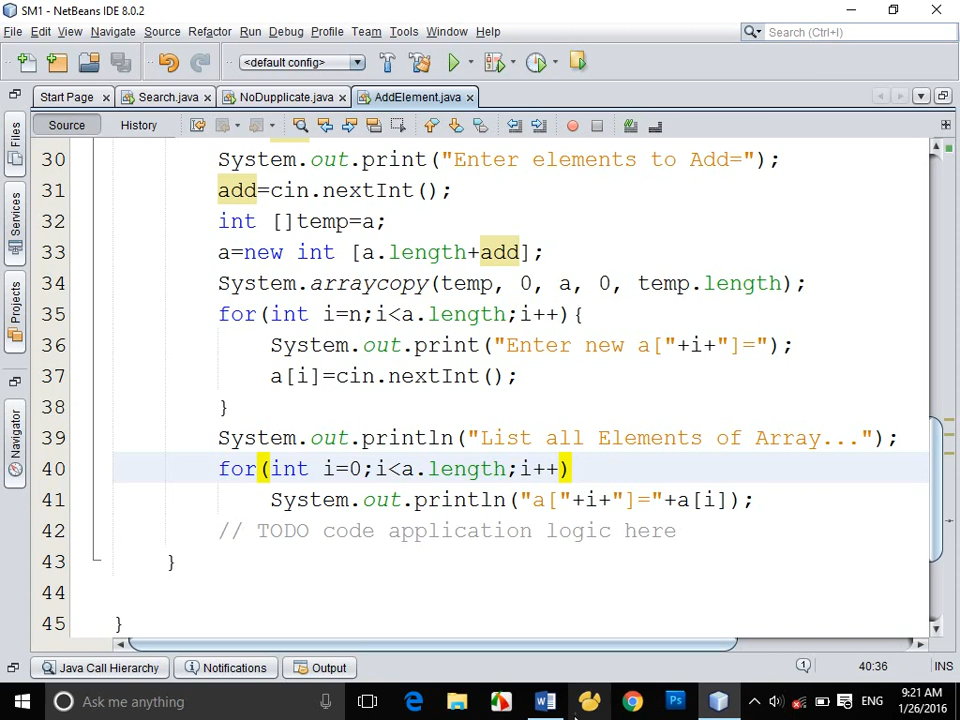 SM1 - NetBeans IDE 8.0.2
File Edit View Navigate Source Refactor Run Debug Profile Team Tools Window Help
Search (Ctrl+I)
<default config>
Start Page Search.java NoDupplicate.java AddElement.java
Source History
Files
Services
Projects
Navigator
30 System.out.print("Enter elements to Add=");
31 add=cin.nextInt();
32 int []temp=a;
33 a=new int [a.length+add];
34 System.arraycopy(temp, 0, a, 0, temp.length);
35 for(int i=n;i<a.length;i++){
36 System.out.print("Enter new a["+i+"]=");
37 a[i]=cin.nextInt();
38 }
39 System.out.println("List all Elements of Array...");
40 for(int i=0;i<a.length;i++)
41 System.out.println("a["+i+"]="+a[i]);
42 // TODO code application logic here
43 }
44
45 }
Java Call Hierarchy Notifications Output
1 40:36 INS
Ask me anything
ENG
9:21 AM
1/26/2016